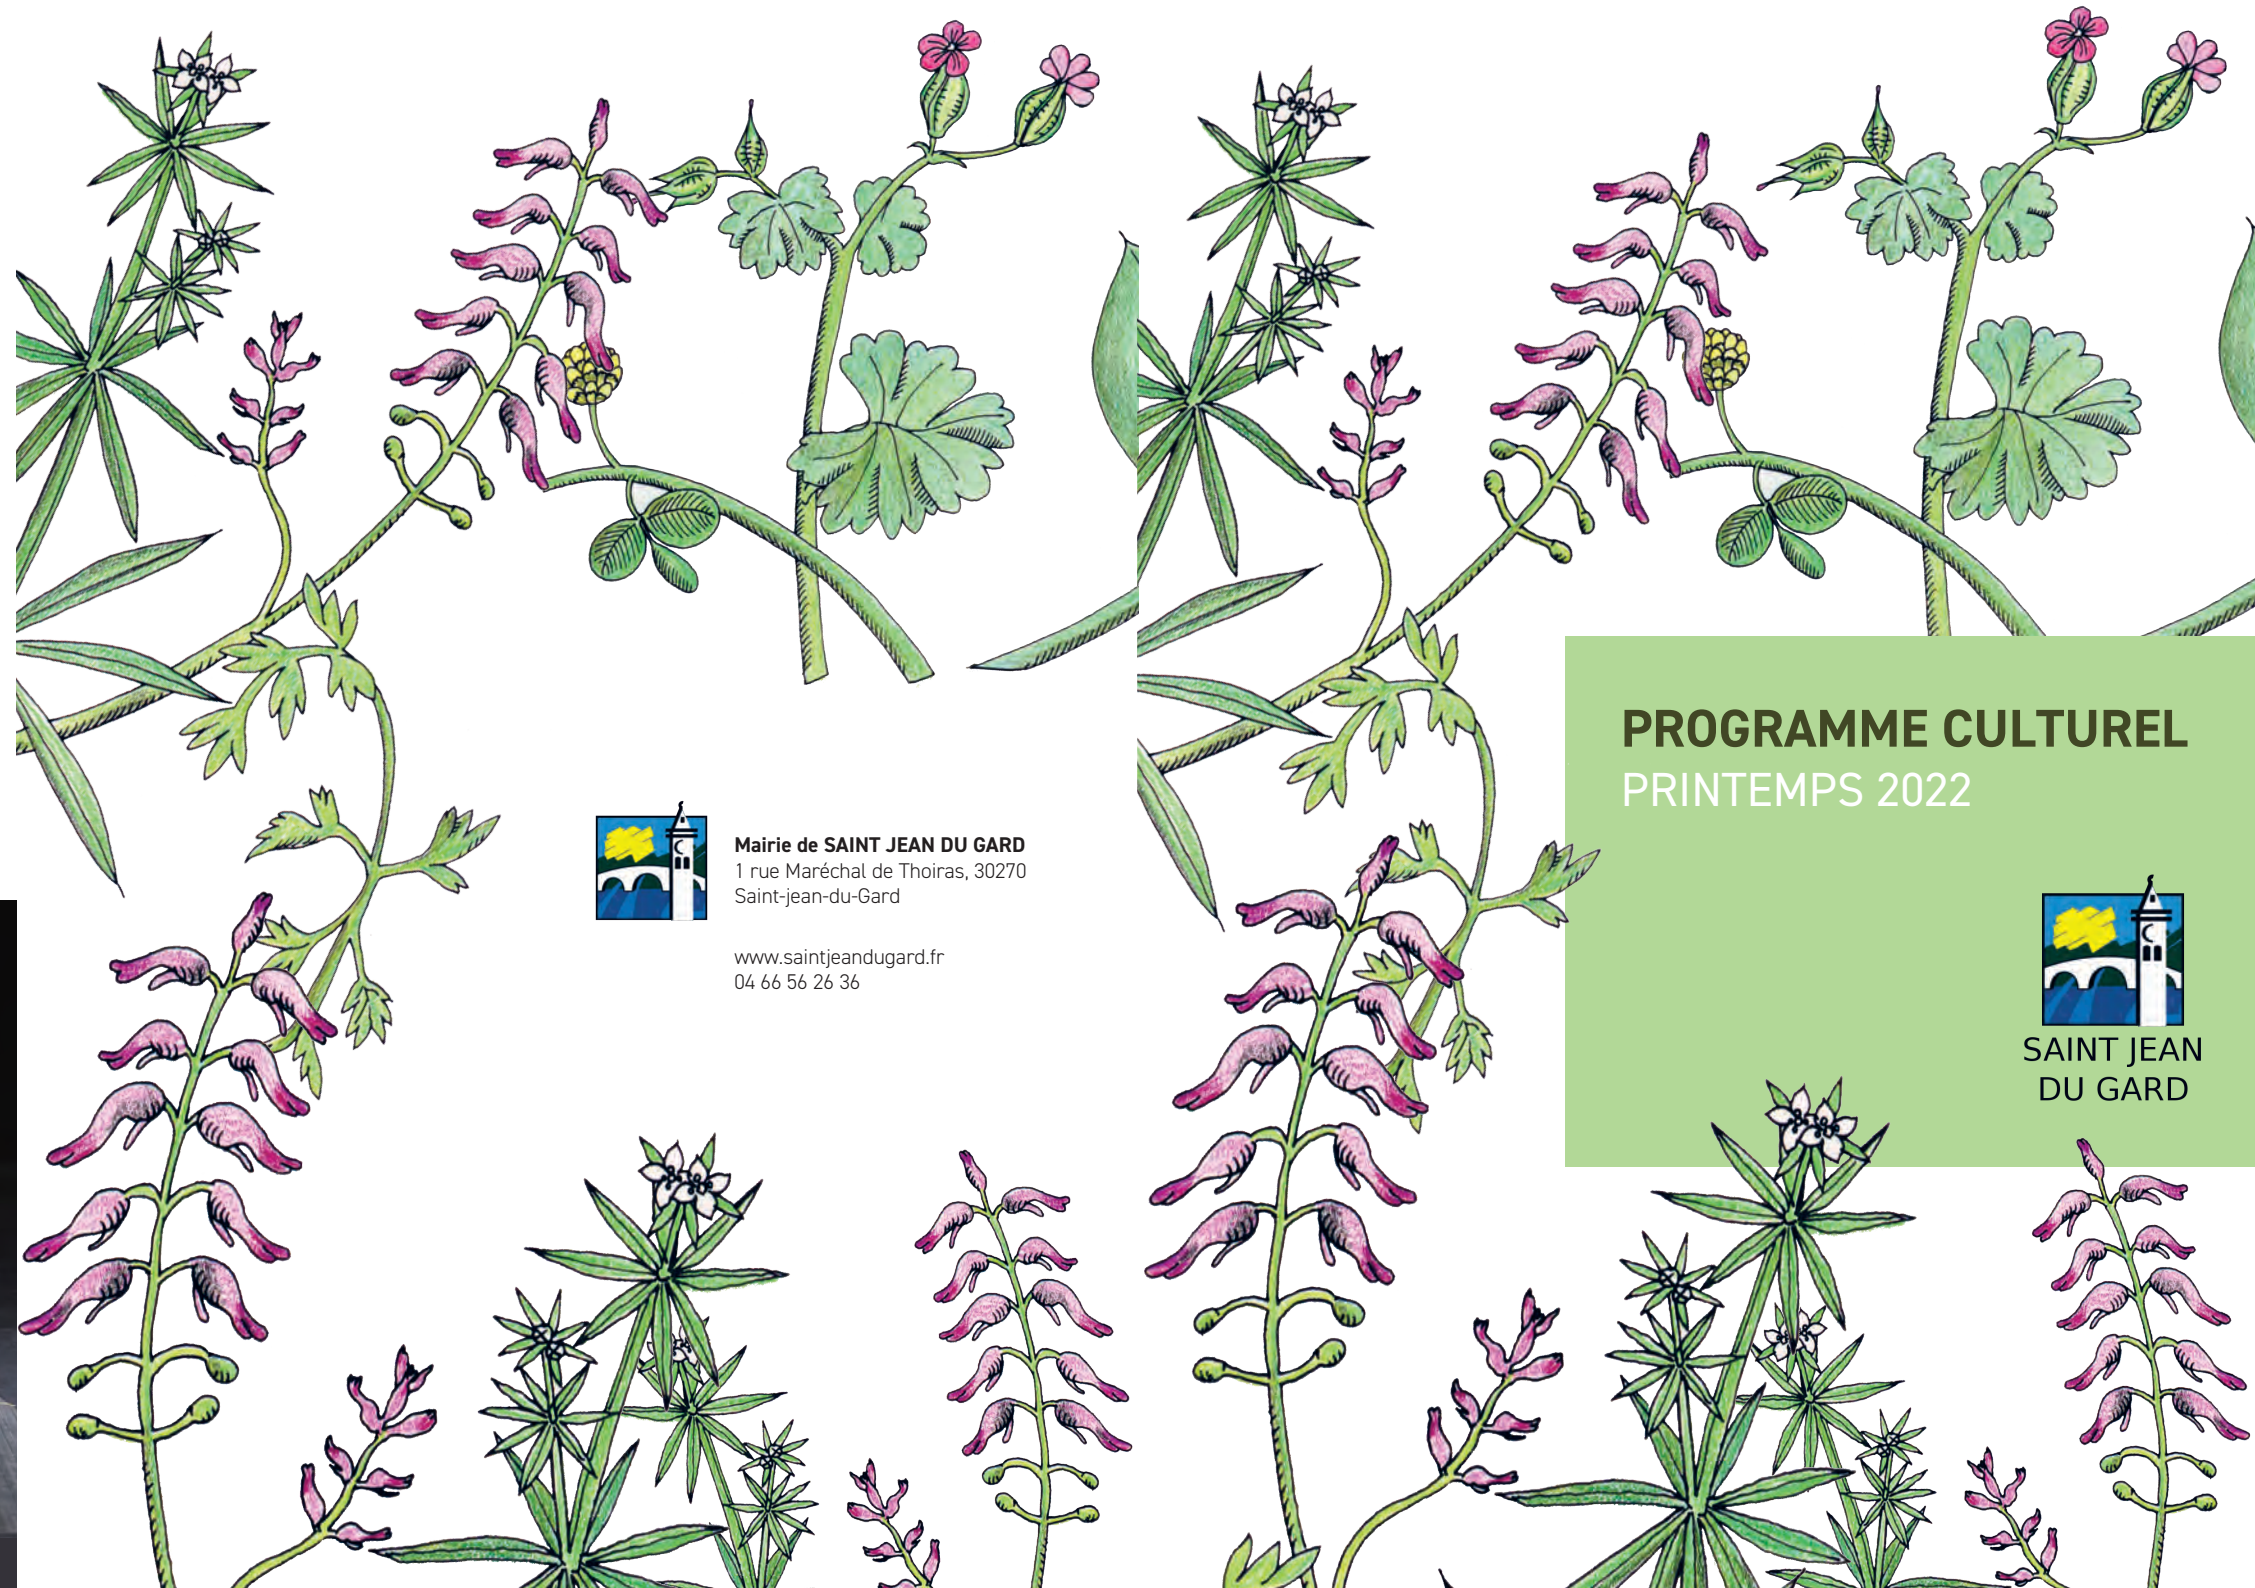 Mairie de SAINT JEAN DU GARD
1 rue Maréchal de Thoiras, 30270
Saint-jean-du-Gard
www.saintjeandugard.fr
04 66 56 26 36
PROGRAMME CULTUREL
PRINTEMPS 2022
SAINT JEAN
DU GARD